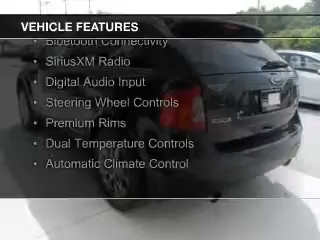 VEHICLE FEATURES
• Bluetooth Connectivity
• SiriusXM Radio
• Digital Audio Input
• Steering Wheel Controls
• Premium Rims
• Dual Temperature Controls
• Automatic Climate Control
EDGE